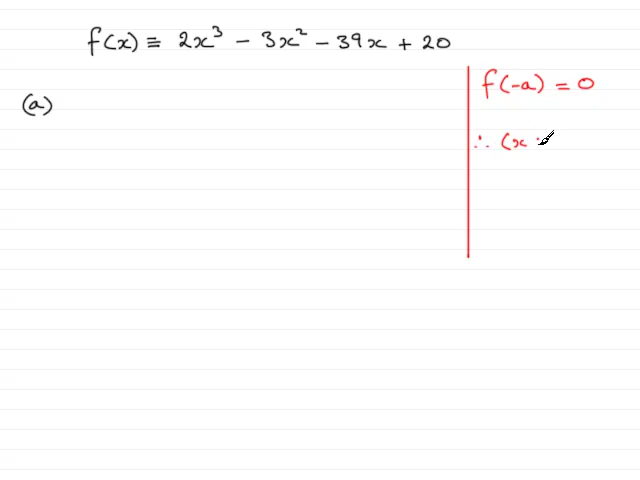 f(x) ≡ 2x³ - 3x² - 39x + 20
f(-a) = 0
(a)
∴ (x